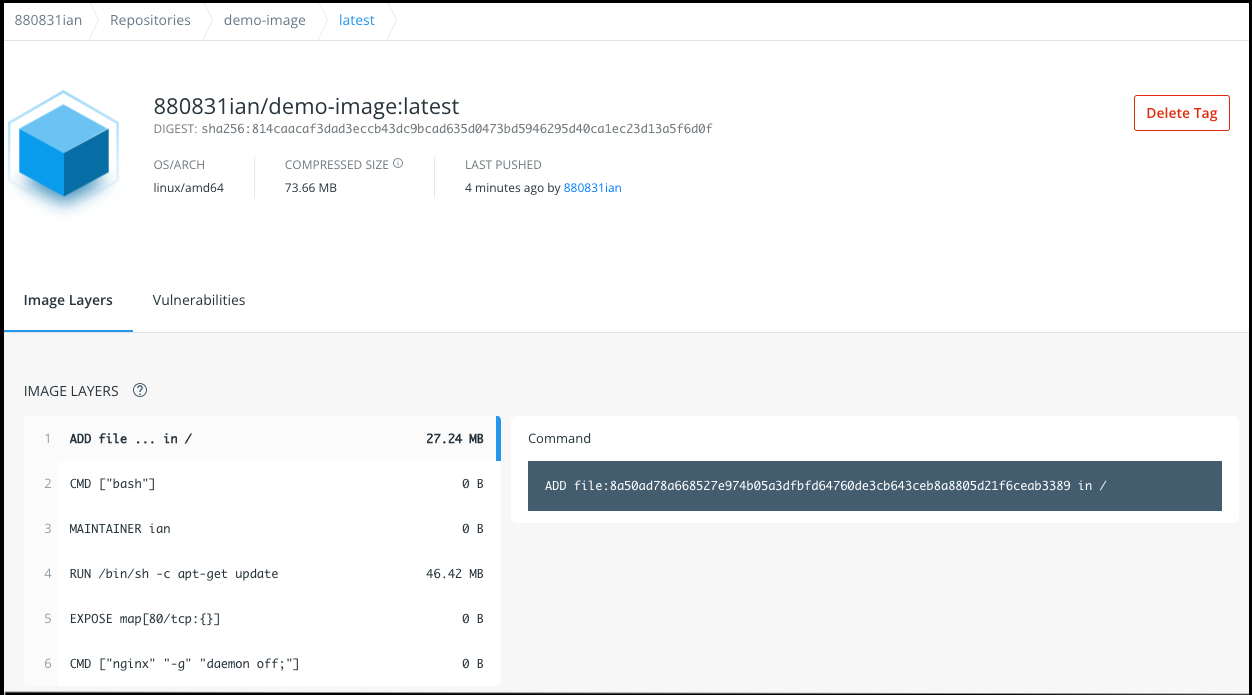 880831ian Repositories demo-image latest
880831ian/demo-image:latest
Delete Tag
DIGEST: sha256:814caacaf3dad3eccb43dc9bcad635d0473bd5946295d40ca1ec23d13a5f6d0f
OS/ARCH COMPRESSED SIZE LAST PUSHED
linux/amd64 73.66 MB 4 minutes ago by 880831ian
Image Layers Vulnerabilities
IMAGE LAYERS
1 ADD file ... in / 27.24 MB
2 CMD ["bash"] 0 B
3 MAINTAINER ian 0 B
4 RUN /bin/sh -c apt-get update 46.42 MB
5 EXPOSE map[80/tcp:{}] 0 B
6 CMD ["nginx" "-g" "daemon off;"] 0 B
Command
ADD file:8a50ad78a668527e974b05a3dfbfd64760de3cb643ceb8a8805d21f6ceab3389 in /